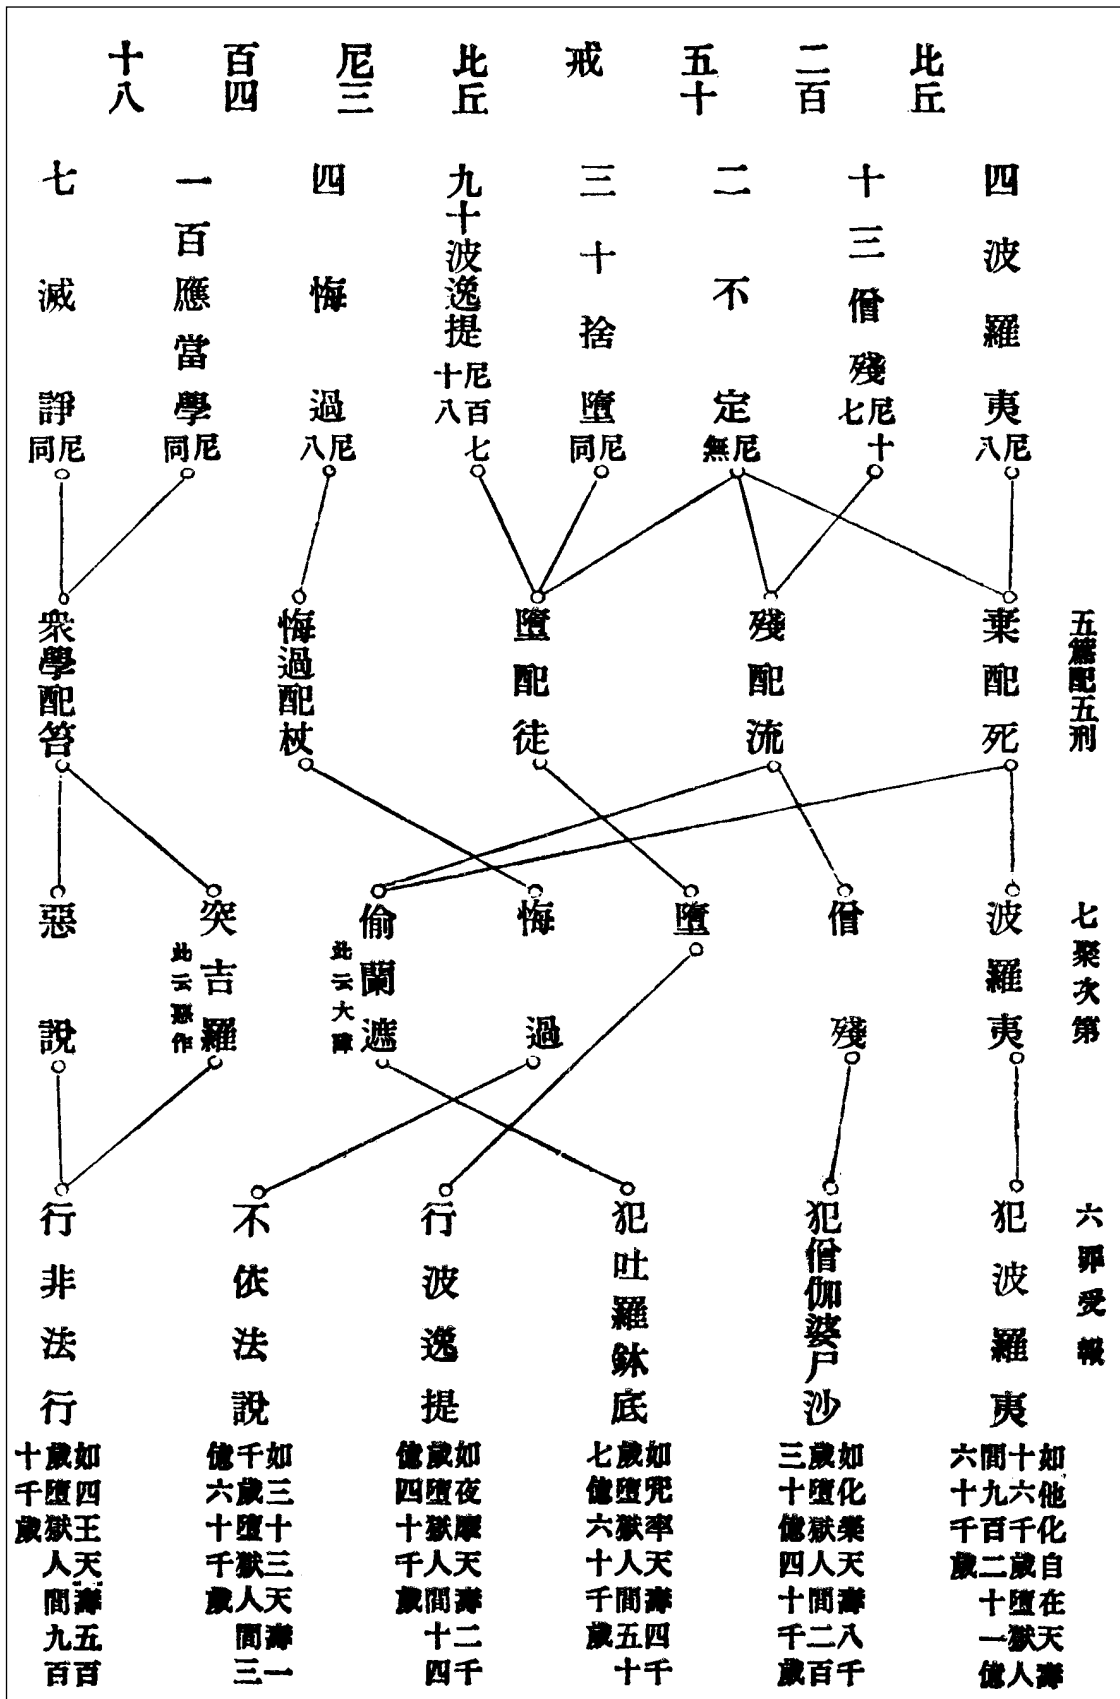 比丘
二百
五十
戒
比丘
尼三
百四
十八
四波羅夷尼八
十三僧殘尼十
七
二不定尼無
三十捨墮尼同
九十波逸提尼百七
十八
四悔過尼八
一百應當學尼同
七滅諍尼同
五篇配五刑
棄配死
殘配流
墮配徒
悔過配杖
衆學配笞
七聚次第
波羅夷
僧殘
墮
悔過
偷蘭遮此云大障
突吉羅此云惡作
惡說
六罪受報
犯波羅夷
如他化自在天壽
十六千歲墮獄人
間九百二十一億
六十千歲
犯僧伽婆尸沙
如化樂天壽八千
歲墮獄人間二百
三十億四十千歲
犯吐羅鉢底
如兜率天壽四千
歲墮獄人間五十
七億六十千歲
行波逸提
如夜摩天壽二千
歲墮獄人間十四
億四十千歲
不依法說
如三十三天壽一
千歲墮獄人間三
億六十千歲
行非法行
如四王天壽五百
歲墮獄人間九百
十千歲